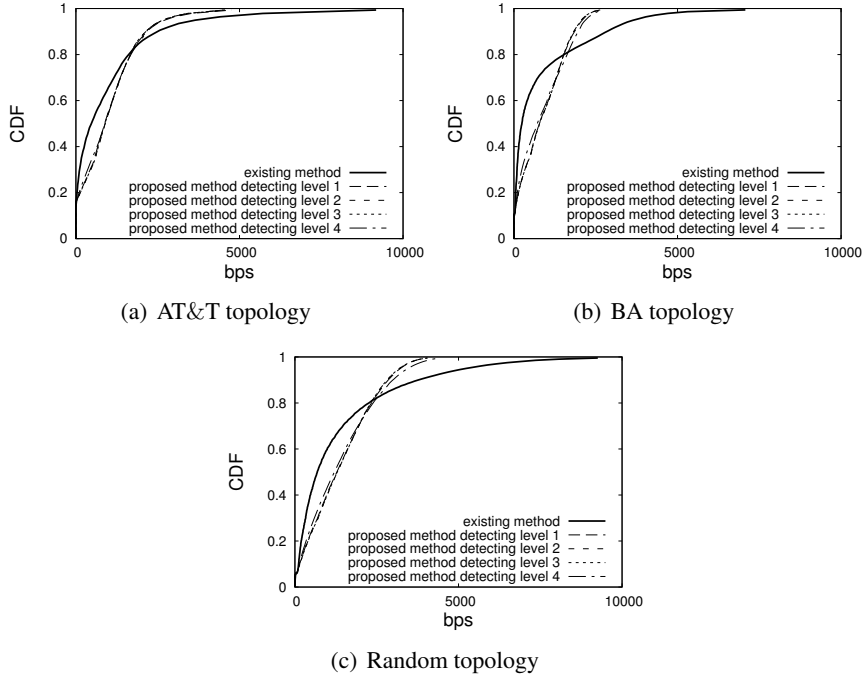 1
0.8
0.6
0.4
0.2
0
0 5000 10000
CDF
bps
existing method
proposed method detecting level 1
proposed method detecting level 2
proposed method detecting level 3
proposed method detecting level 4
(a) AT&T topology
1
0.8
0.6
0.4
0.2
0
0 5000 10000
CDF
bps
existing method
proposed method detecting level 1
proposed method detecting level 2
proposed method detecting level 3
proposed method detecting level 4
(b) BA topology
1
0.8
0.6
0.4
0.2
0
0 5000 10000
CDF
bps
existing method
proposed method detecting level 1
proposed method detecting level 2
proposed method detecting level 3
proposed method detecting level 4
(c) Random topology